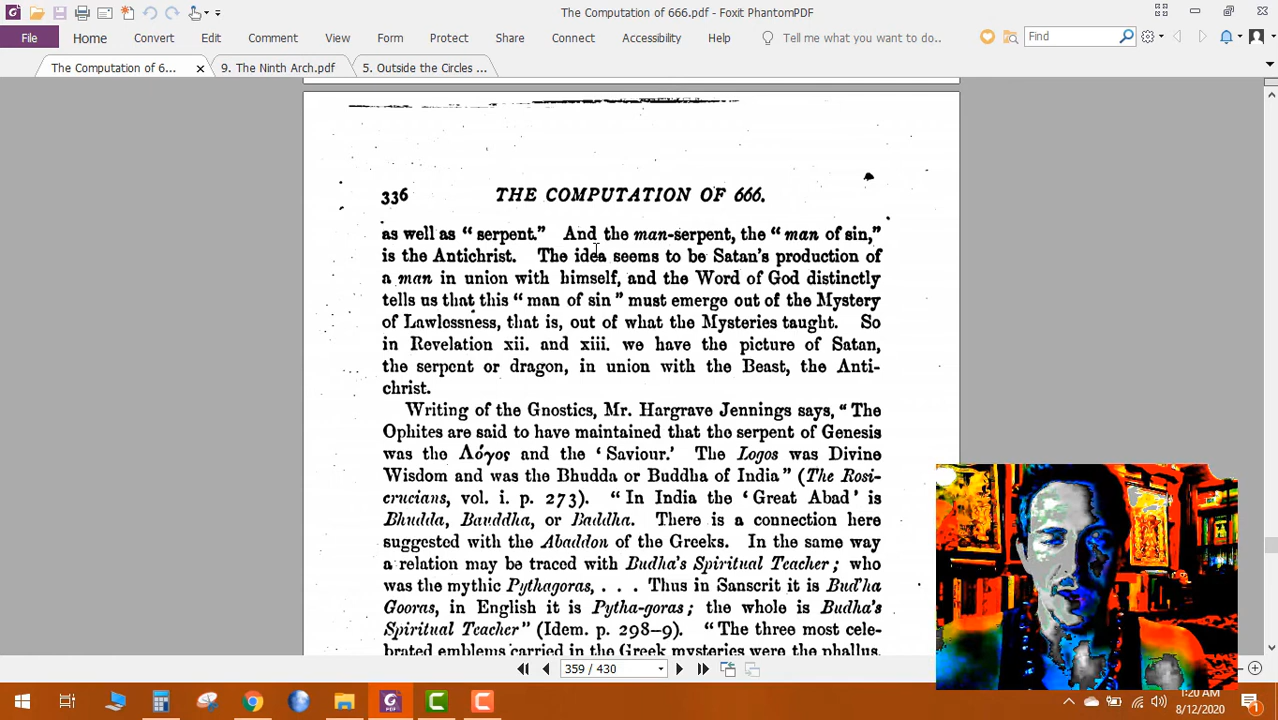 The Computation of 666.pdf - Foxit PhantomPDF
File Home Convert Edit Comment View Form Protect Share Connect Accessibility Help Tell me what you want to do... Find
The Computation of 6... 9. The Ninth Arch.pdf 5. Outside the Circles ...
336 THE COMPUTATION OF 666.
as well as “ serpent.” And the man-serpent, the “ man of sin,”
is the Antichrist. The idea seems to be Satan's production of
a man in union with himself, and the Word of God distinctly
tells us that this “ man of sin ” must emerge out of the Mystery
of Lawlessness, that is, out of what the Mysteries taught. So
in Revelation xii. and xiii. we have the picture of Satan,
the serpent or dragon, in union with the Beast, the Anti-
christ.
Writing of the Gnostics, Mr. Hargrave Jennings says, “ The
Ophites are said to have maintained that the serpent of Genesis
was the Λόγος and the ‘ Saviour.’ The Logos was Divine
Wisdom and was the Bhudda or Buddha of India ” (The Rosi-
crucians, vol. i. p. 273). “ In India the ‘ Great Abad ’ is
Bhudda, Bauddha, or Baddha. There is a connection here
suggested with the Abaddon of the Greeks. In the same way
a relation may be traced with Budha's Spiritual Teacher ; who
was the mythic Pythagoras, . . . Thus in Sanscrit it is Bud'ha
Gooras, in English it is Pytha-goras ; the whole is Budha's
Spiritual Teacher ” (Idem. p. 298–9). “ The three most cele-
brated emblems carried in the Greek mysteries were the phallus,
359 / 430
1:20 AM
8/12/2020